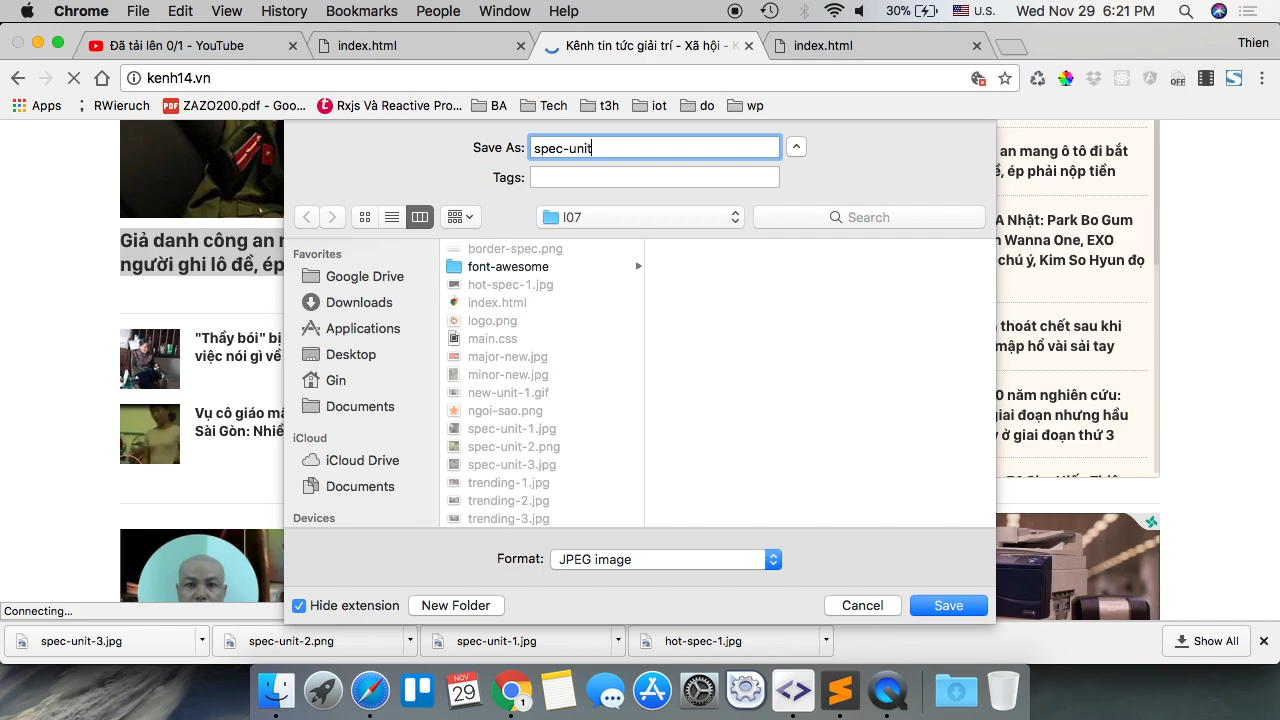 Chrome File Edit View History Bookmarks People Window Help 30% U.S. Wed Nov 29 6:21 PM
Đã tải lên 0/1 - YouTube index.html Kênh tin tức giải trí - Xã hội - K index.html Thien
kenh14.vn OFF
Apps RWieruch ZAZO200.pdf - Goo... Rxjs Và Reactive Pro... BA Tech t3h iot do wp
Giả danh công an
người ghi lô đề, ép
"Thầy bói" bị
việc nói gì về
Vụ cô giáo
Sài Gòn:
Save As: spec-unit
Tags:
l07 Search
Favorites
Google Drive
Downloads
Applications
Desktop
Gin
Documents
iCloud
iCloud Drive
Documents
Devices
border-spec.png
font-awesome
hot-spec-1.jpg
index.html
logo.png
main.css
major-new.jpg
minor-new.jpg
new-unit-1.gif
ngoi-sao.png
spec-unit-1.jpg
spec-unit-2.png
spec-unit-3.jpg
trending-1.jpg
trending-2.jpg
trending-3.jpg
Format: JPEG image
Hide extension New Folder Cancel Save
an mang ô tô đi bắt
ề, ép phải nộp tiền
A Nhật: Park Bo Gum
n Wanna One, EXO
chú ý, Kim So Hyun đọ
thoát chết sau khi
mập hổ vài sải tay
0 năm nghiên cứu:
giai đoạn nhưng hầu
ở giai đoạn thứ 3
Connecting...
spec-unit-3.jpg spec-unit-2.png spec-unit-1.jpg hot-spec-1.jpg Show All
NOV
29
1